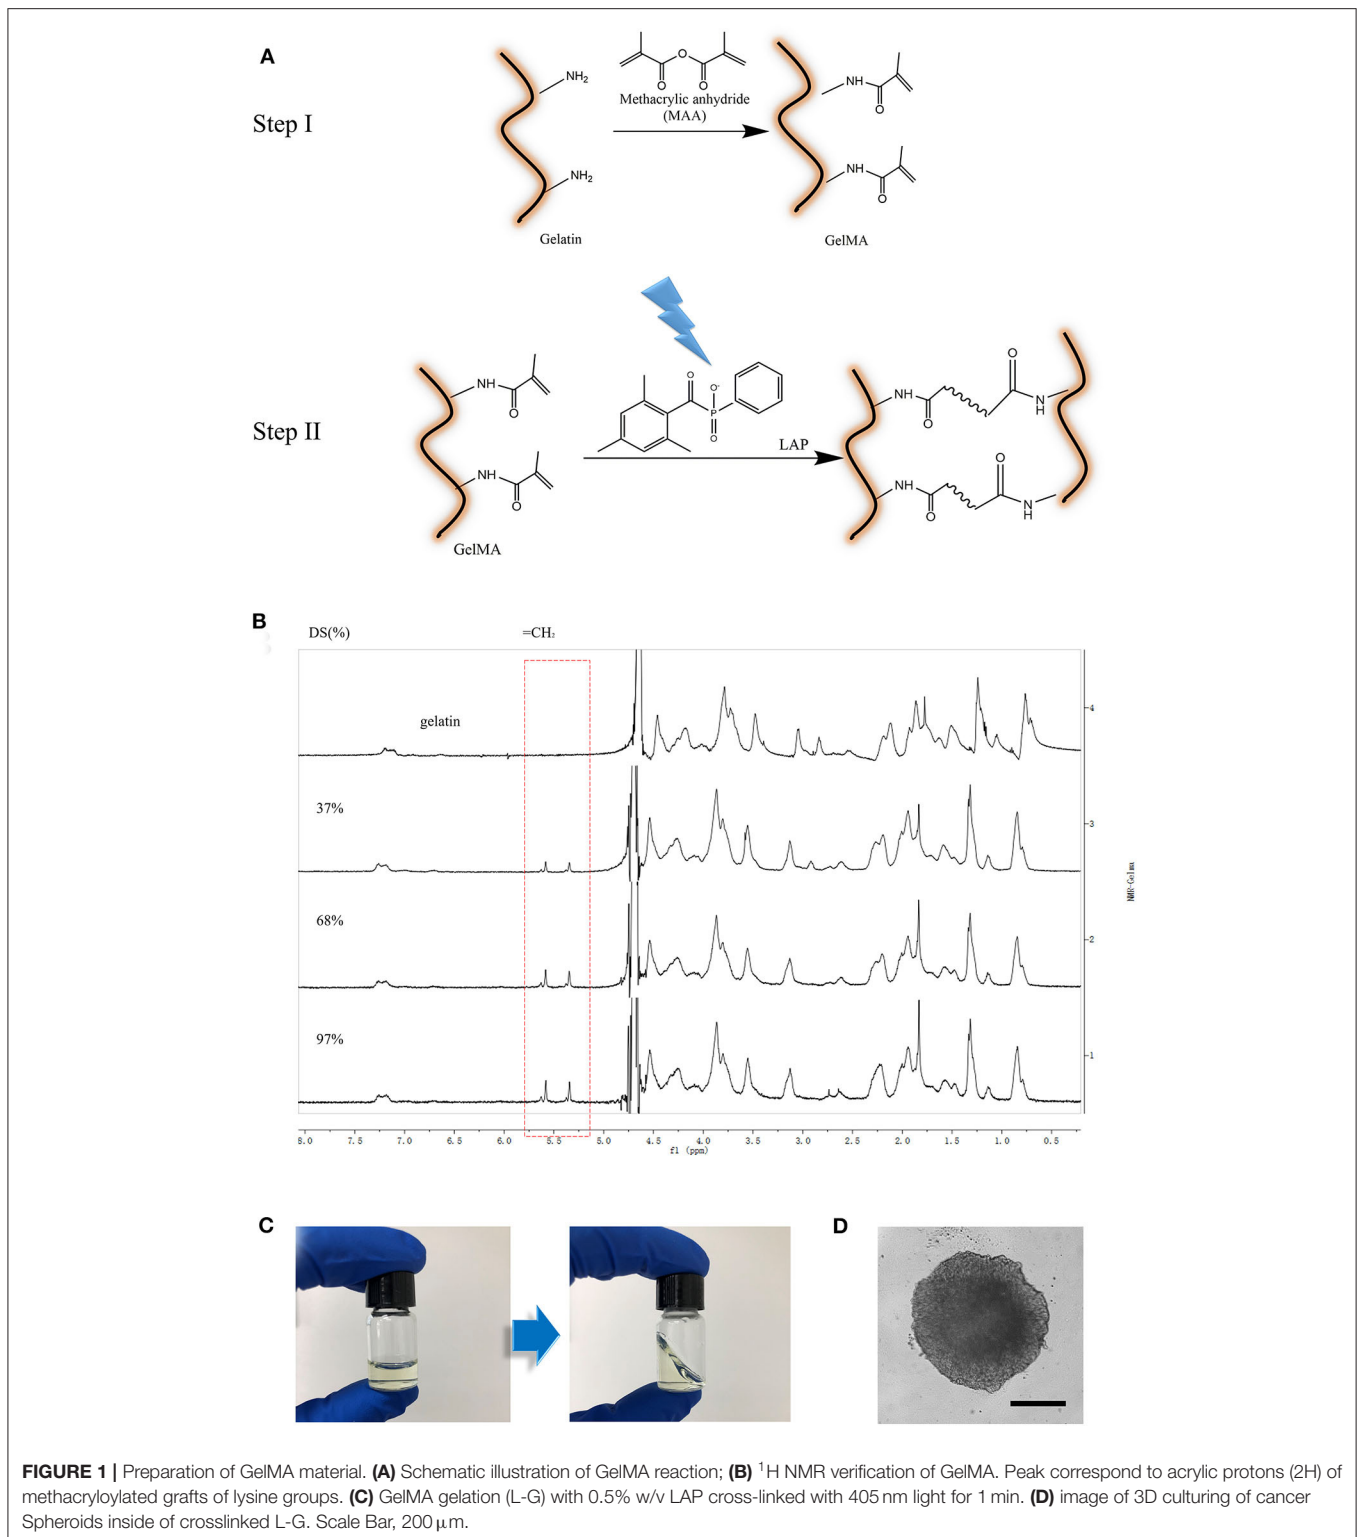 A
Step I
NH₂
NH₂
Gelatin
O
O
O
Methacrylic anhydride
(MAA)
NH
O
NH
O
GelMA
Step II
NH
O
NH
O
GelMA
O
O⁻
P
O
LAP
NH
O
O
N
H
NH
O
O
N
H
B
DS(%)
=CH₂
gelatin
37%
68%
97%
4
3
2
1
NMR-Gelma
8.0 7.5 7.0 6.5 6.0 5.5 5.0 4.5 4.0 3.5 3.0 2.5 2.0 1.5 1.0 0.5
f1 (ppm)
C
D
FIGURE 1 | Preparation of GelMA material. (A) Schematic illustration of GelMA reaction; (B) ¹H NMR verification of GelMA. Peak correspond to acrylic protons (2H) of
methacryloylated grafts of lysine groups. (C) GelMA gelation (L-G) with 0.5% w/v LAP cross-linked with 405 nm light for 1 min. (D) image of 3D culturing of cancer
Spheroids inside of crosslinked L-G. Scale Bar, 200 μm.